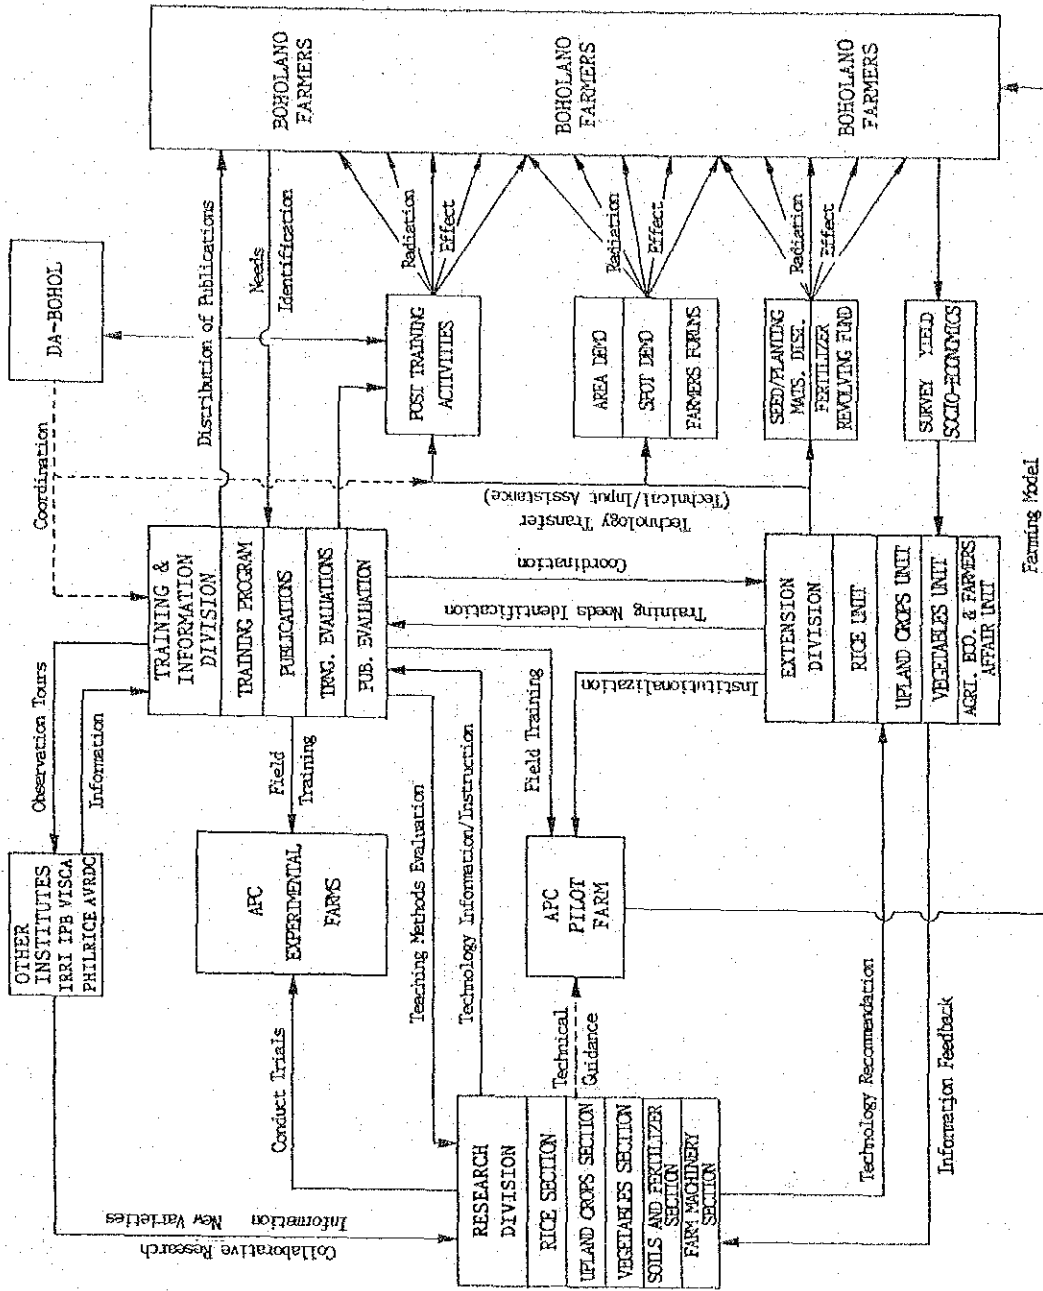 OTHER
INSTITUTES
IRRI IPB VISCA
PHILRICE AVRDC
Observation Tours
Information
Coordination
DA-BOHOL
Collaborative Research
Information New Varieties
Conduct Trials
APC
EXPERIMENTAL
FARMS
Field
Training
TRAINING &
INFORMATION
DIVISION
TRAINING PROGRAM
PUBLICATIONS
TRNG. EVALUATIONS
PUB. EVALUATION
Distribution of Publications
Needs
Identification
BOHOLANO
FARMERS
POST TRAINING
ACTIVITIES
Radiation
Effect
Teaching Methods Evaluation
Technology Information/Instruction
RESEARCH
DIVISION
RICE SECTION
UPLAND CROPS SECTION
VEGETABLES SECTION
SOILS AND FERTILIZER
SECTION
FARM MACHINERY
SECTION
Technical
Guidance
APC
PILOT
FARM
Field Training
Institutionalization
Training Needs Identification
Coordination
Technology Transfer
(Technical/Input Assistance)
AREA DEMO
SPOT DEMO
FARMERS FORUMS
Radiation
Effect
BOHOLANO
FARMERS
EXTENSION
DIVISION
RICE UNIT
UPLAND CROPS UNIT
VEGETABLES UNIT
AGRI. ECO. & FARMERS
AFFAIR UNIT
SEED/PLANTING
MATS. DIST.
FERTILIZER
REVOLVING FUND
Radiation
Effect
BOHOLANO
FARMERS
SURVEY YIELD
SOCIO-ECONOMICS
Technology Recommendation
Information Feedback
Farming Model